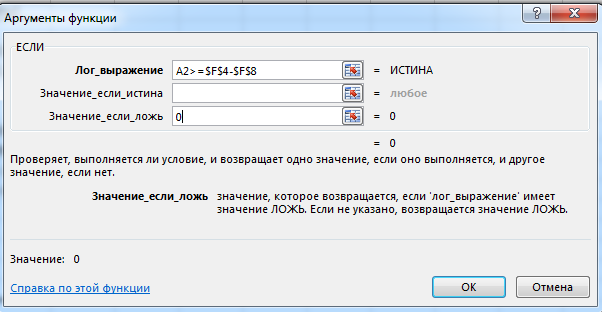 Аргументы функции
ЕСЛИ
Лог_выражение A2>=$F$4-$F$8 = ИСТИНА
Значение_если_истина = любое
Значение_если_ложь 0 = 0
= 0
Проверяет, выполняется ли условие, и возвращает одно значение, если оно выполняется, и другое
значение, если нет.
Значение_если_ложь значение, которое возвращается, если 'лог_выражение' имеет
значение ЛОЖЬ. Если не указано, возвращается значение ЛОЖЬ.
Значение: 0
Справка по этой функции ОК Отмена